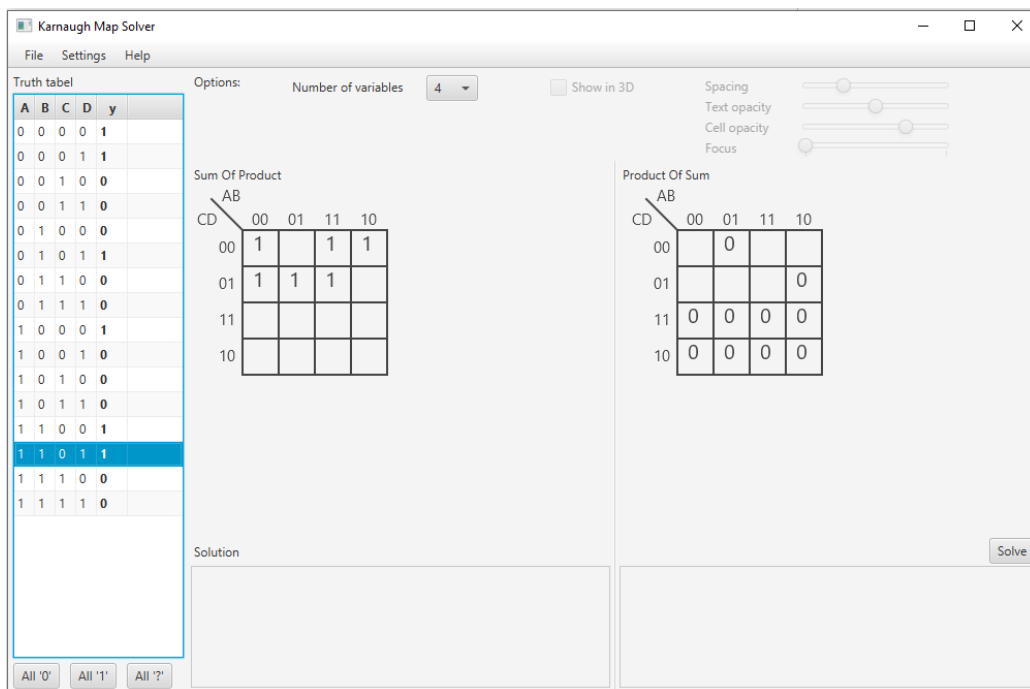 Karnaugh Map Solver
File Settings Help
Truth tabel
A B C D y
0 0 0 0 1
0 0 0 1 1
0 0 1 0 0
0 0 1 1 0
0 1 0 0 0
0 1 0 1 1
0 1 1 0 0
0 1 1 1 0
1 0 0 0 1
1 0 0 1 0
1 0 1 0 0
1 0 1 1 0
1 1 0 0 1
1 1 0 1 1
1 1 1 0 0
1 1 1 1 0
All '0' All '1' All '?'
Options: Number of variables 4 Show in 3D
Spacing
Text opacity
Cell opacity
Focus
Sum Of Product
AB
CD 00 01 11 10
00 1 1 1
01 1 1 1
11
10
Product Of Sum
AB
CD 00 01 11 10
00 0
01 0
11 0 0 0 0
10 0 0 0 0
Solution
Solve